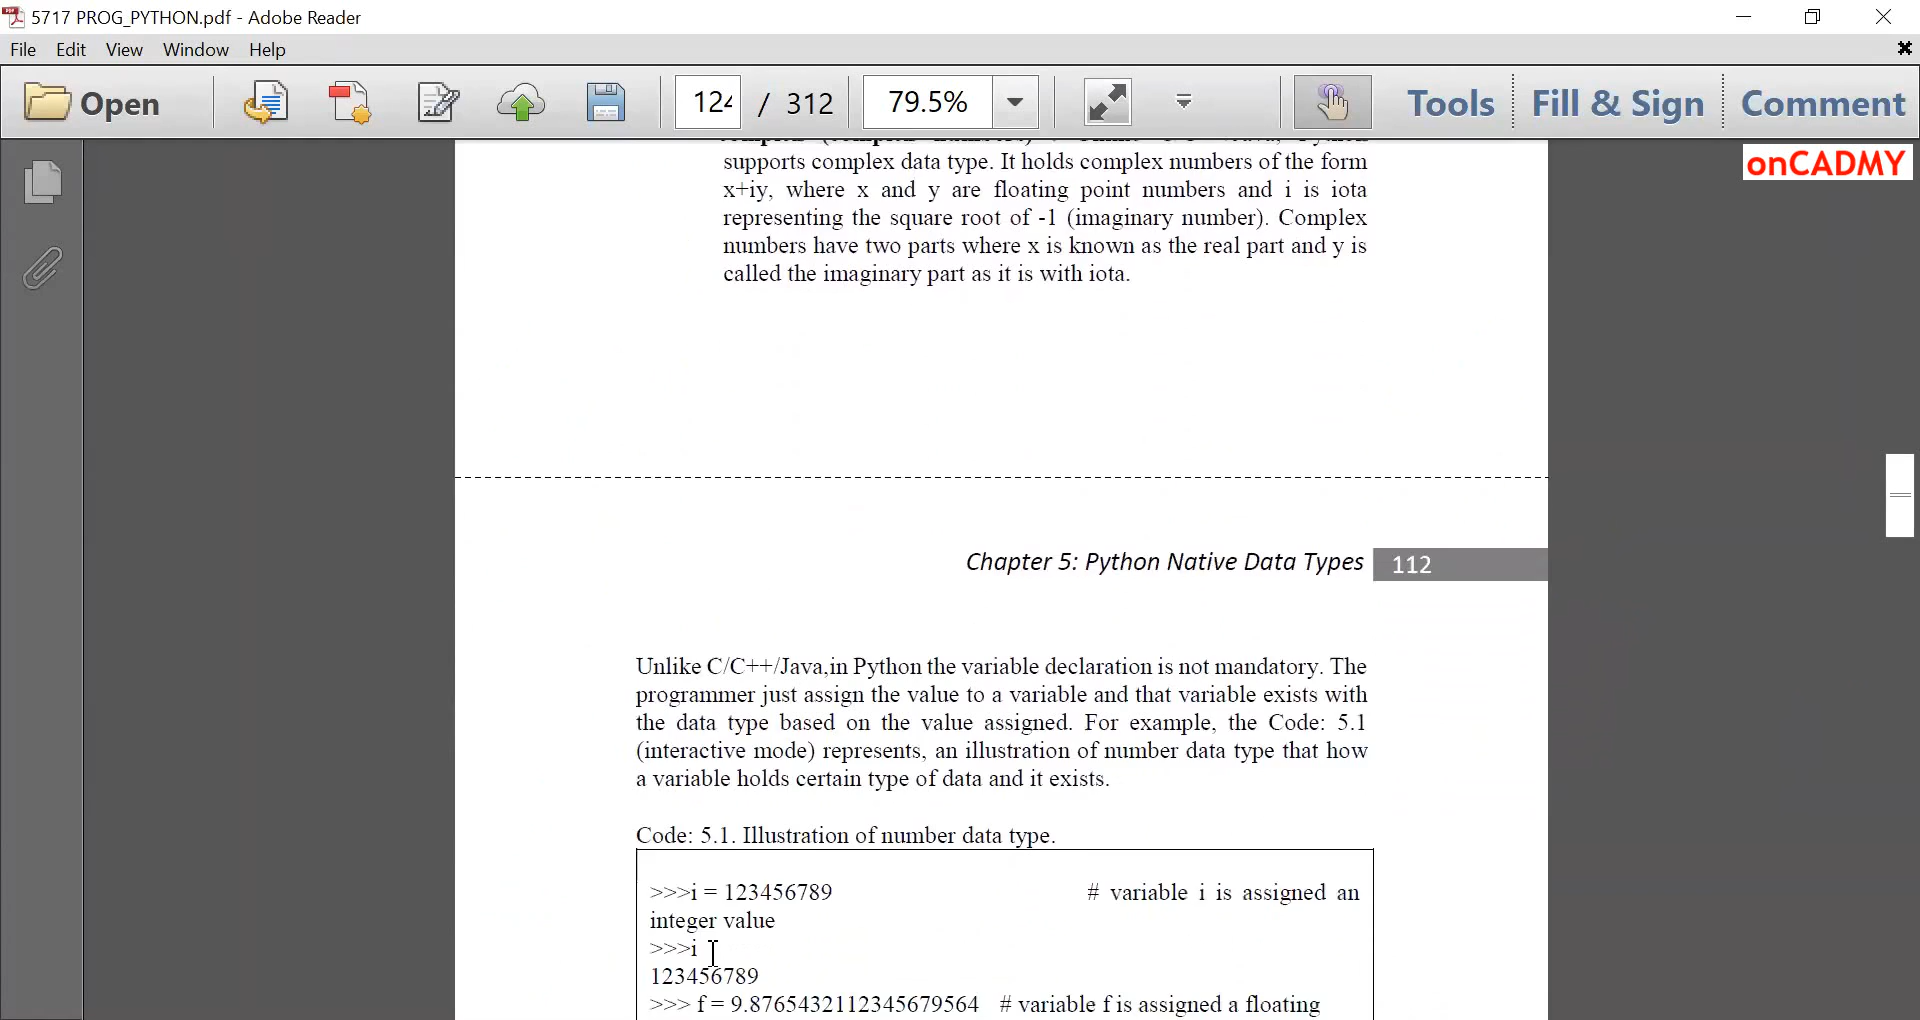 5717 PROG_PYTHON.pdf - Adobe Reader
File Edit View Window Help
Open 124 / 312 79.5% Tools Fill & Sign Comment
onCADMY
supports complex data type. It holds complex numbers of the form
x+iy, where x and y are floating point numbers and i is iota
representing the square root of -1 (imaginary number). Complex
numbers have two parts where x is known as the real part and y is
called the imaginary part as it is with iota.
Chapter 5: Python Native Data Types 112
Unlike C/C++/Java,in Python the variable declaration is not mandatory. The
programmer just assign the value to a variable and that variable exists with
the data type based on the value assigned. For example, the Code: 5.1
(interactive mode) represents, an illustration of number data type that how
a variable holds certain type of data and it exists.
Code: 5.1. Illustration of number data type.
>>>i = 123456789 # variable i is assigned an
integer value
>>>i
123456789
>>> f = 9.8765432112345679564 # variable f is assigned a floating